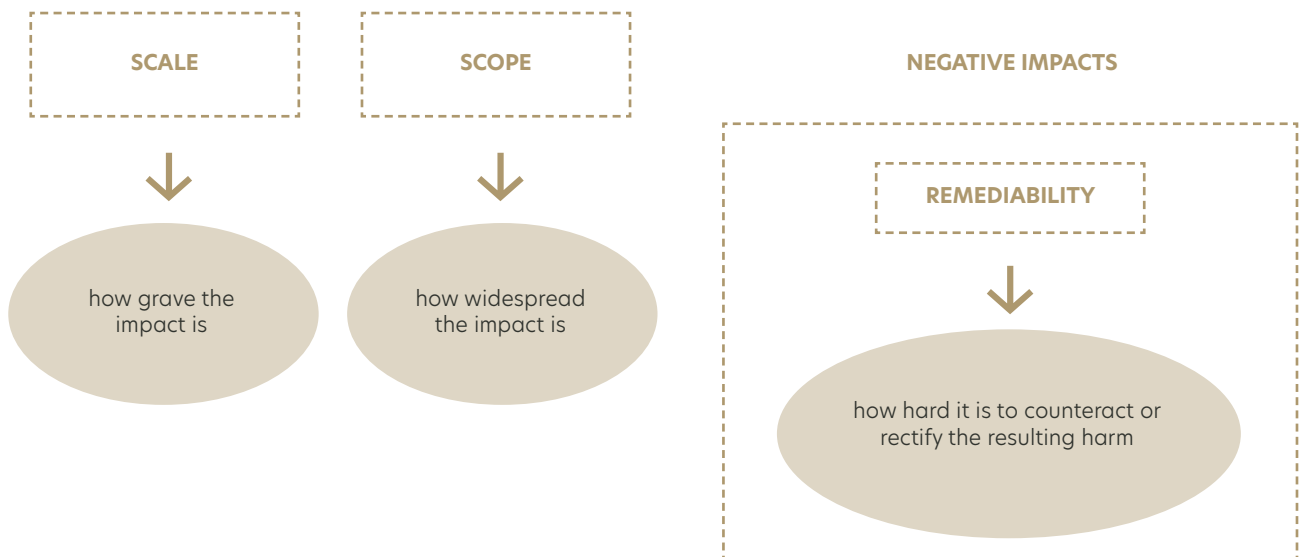 SCALE
how grave the
impact is
SCOPE
how widespread
the impact is
NEGATIVE IMPACTS
REMEDIABILITY
how hard it is to counteract or
rectify the resulting harm